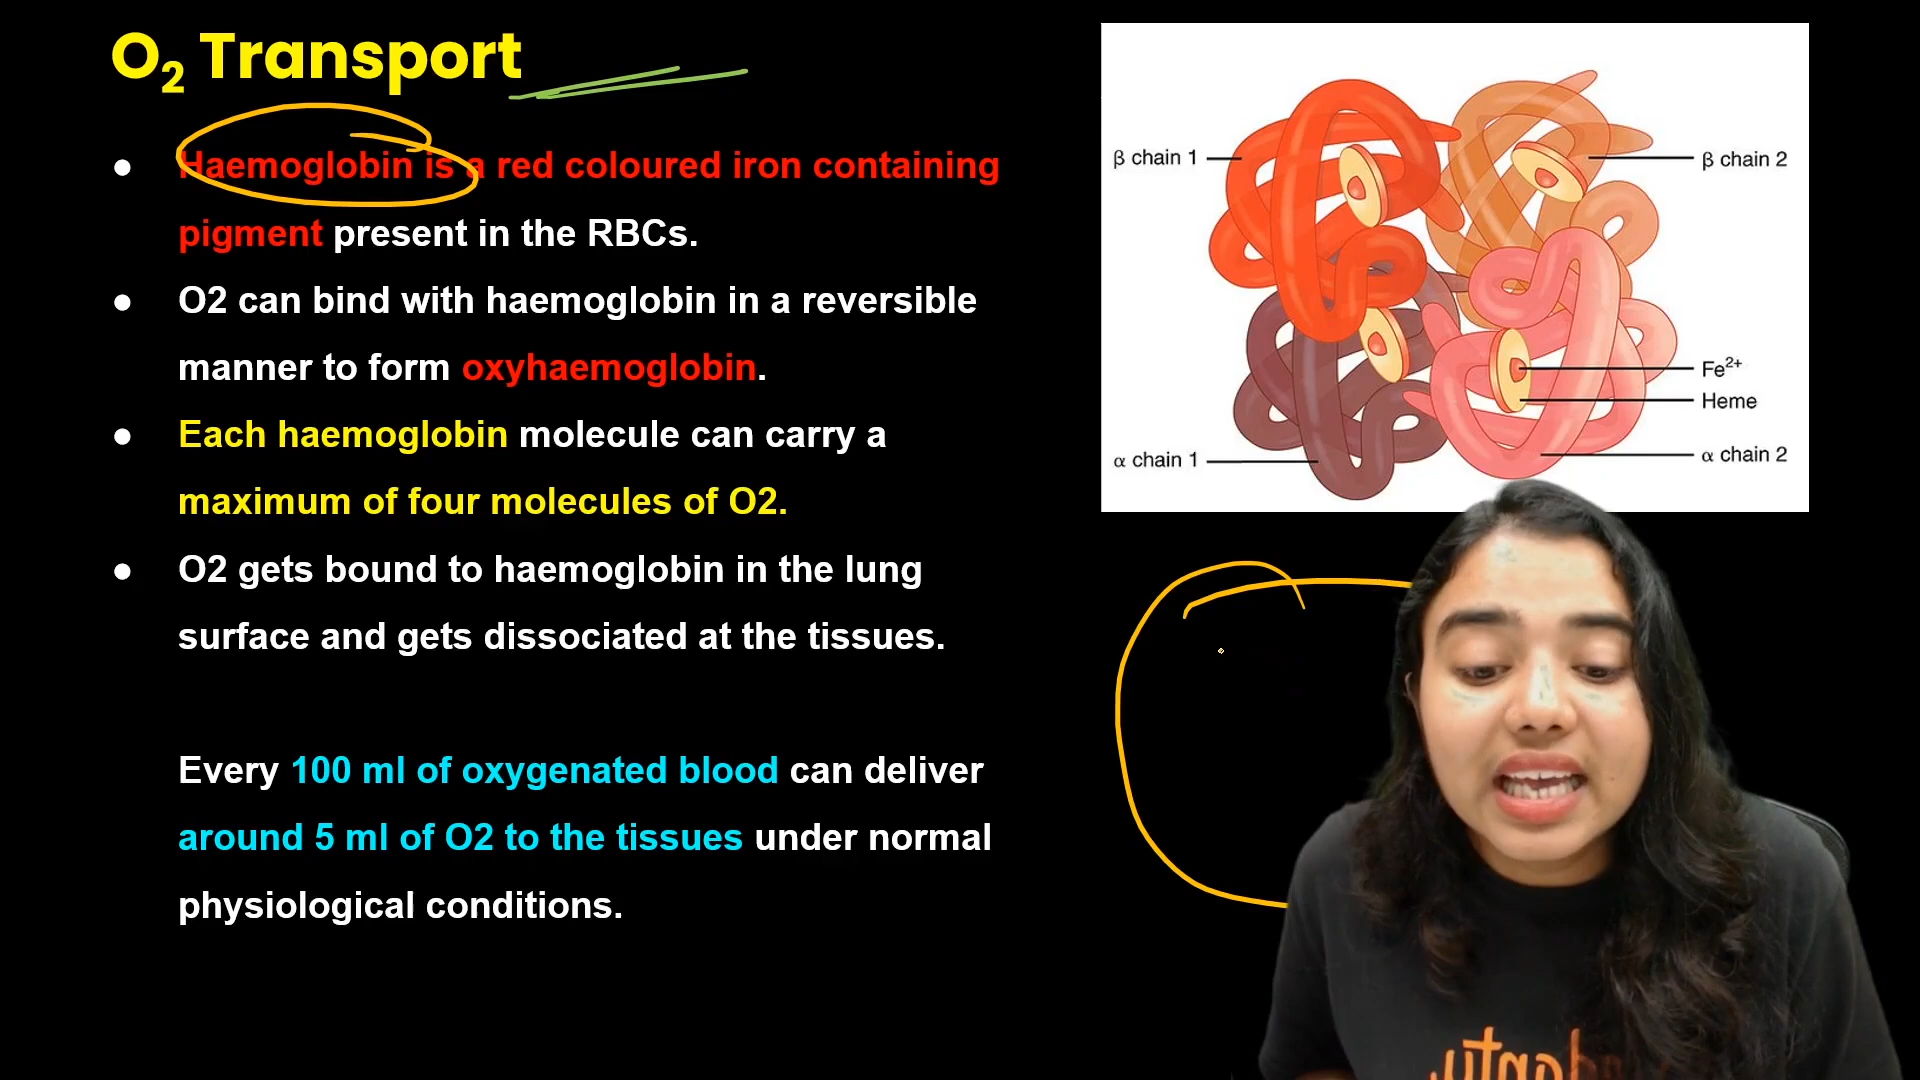 O₂ Transport
● Haemoglobin is a red coloured iron containing
pigment present in the RBCs.
● O2 can bind with haemoglobin in a reversible
manner to form oxyhaemoglobin.
● Each haemoglobin molecule can carry a
maximum of four molecules of O2.
● O2 gets bound to haemoglobin in the lung
surface and gets dissociated at the tissues.
Every 100 ml of oxygenated blood can deliver
around 5 ml of O2 to the tissues under normal
physiological conditions.
β chain 1
β chain 2
Fe²⁺
Heme
α chain 1
α chain 2